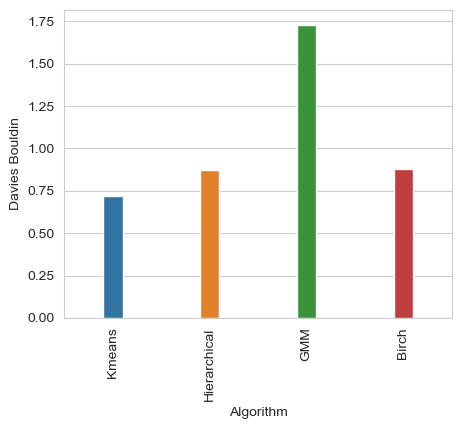 1.75
1.50
1.25
1.00
0.75
0.50
0.25
0.00
Davies Bouldin
Kmeans
Hierarchical
GMM
Birch
Algorithm